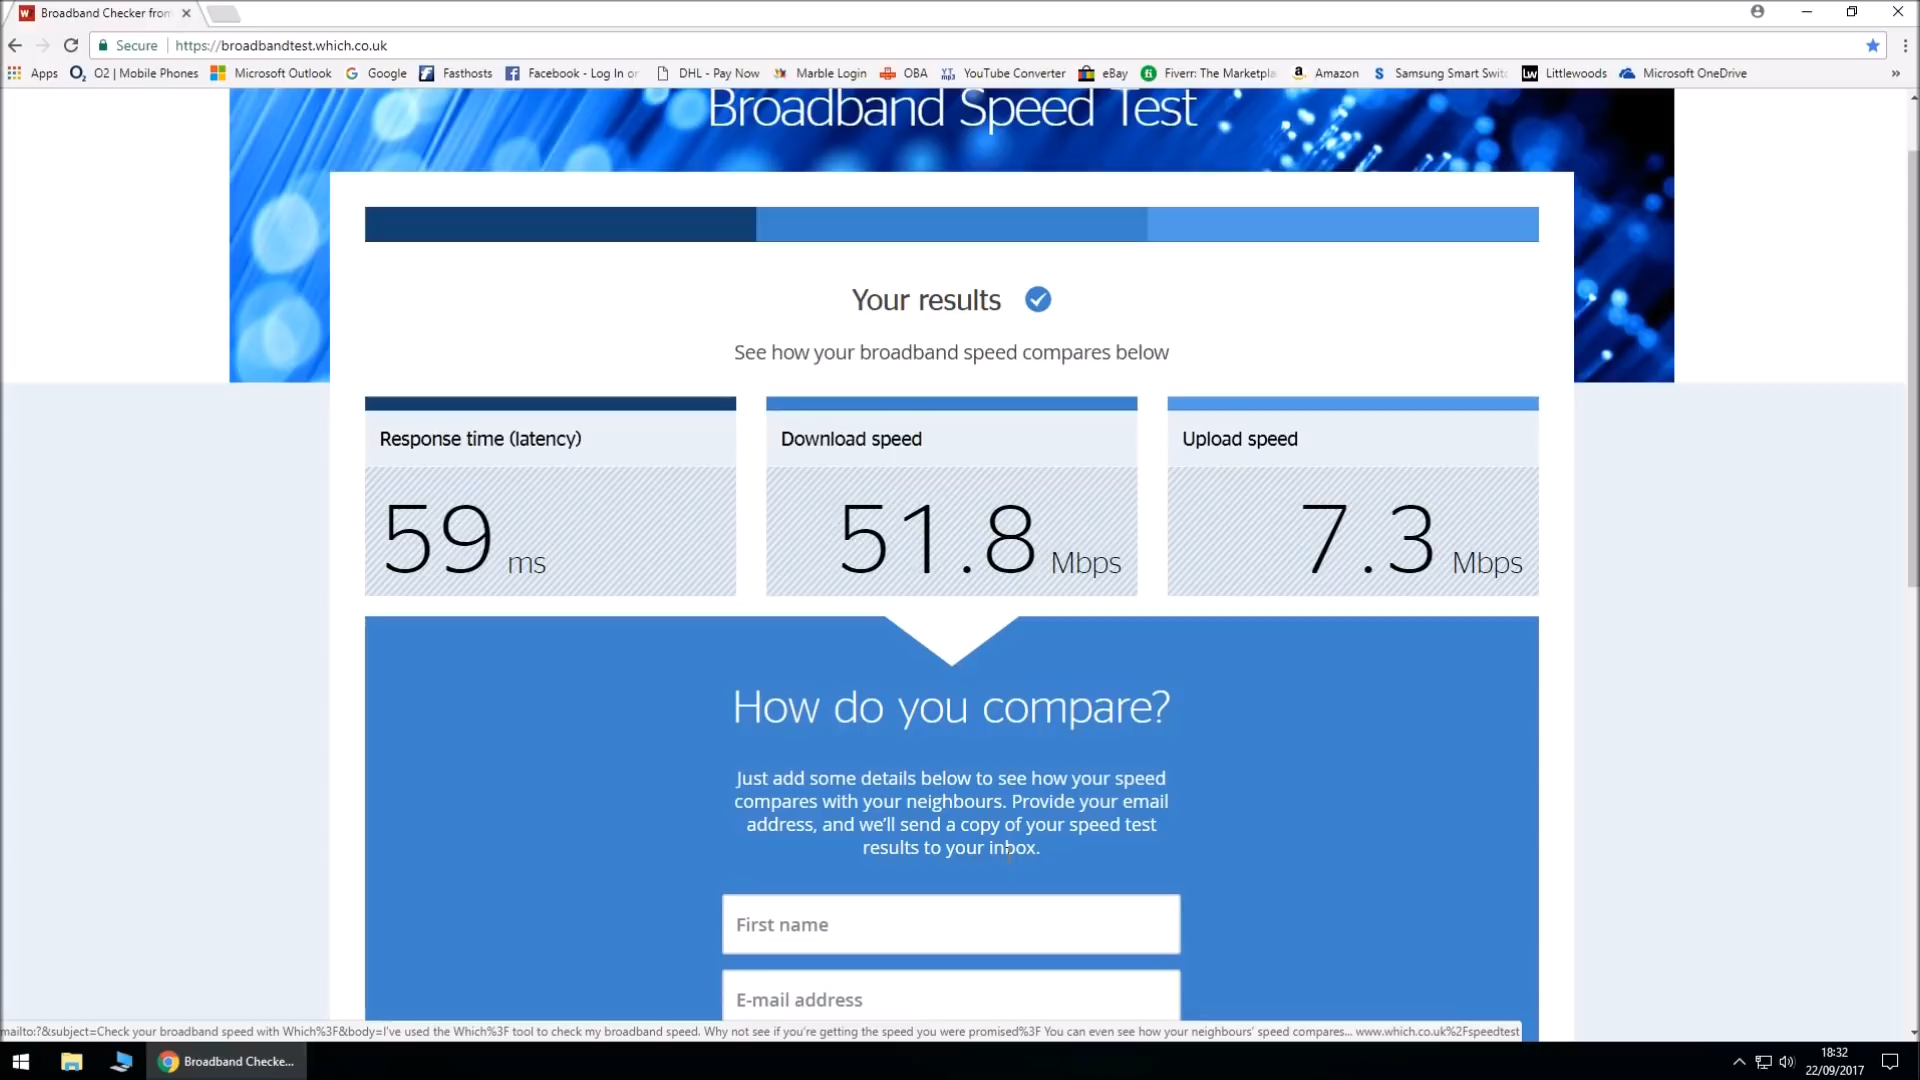 Broadband Checker from
Secure | https://broadbandtest.which.co.uk
Apps O2 | Mobile Phones Microsoft Outlook Google Fasthosts Facebook - Log In or DHL - Pay Now Marble Login OBA YouTube Converter eBay Fiverr: The Marketpla Amazon Samsung Smart Switc Littlewoods Microsoft OneDrive »
Broadband Speed Test
Your results
See how your broadband speed compares below
Response time (latency) Download speed Upload speed
59 ms 51.8 Mbps 7.3 Mbps
How do you compare?
Just add some details below to see how your speed
compares with your neighbours. Provide your email
address, and we'll send a copy of your speed test
results to your inbox.
First name
E-mail address
mailto:?&subject=Check your broadband speed with Which%3F&body=I've used the Which%3F tool to check my broadband speed. Why not see if you're getting the speed you were promised%3F You can even see how your neighbours' speed compares... www.which.co.uk%2Fspeedtest
Broadband Checke... 18:32
22/09/2017